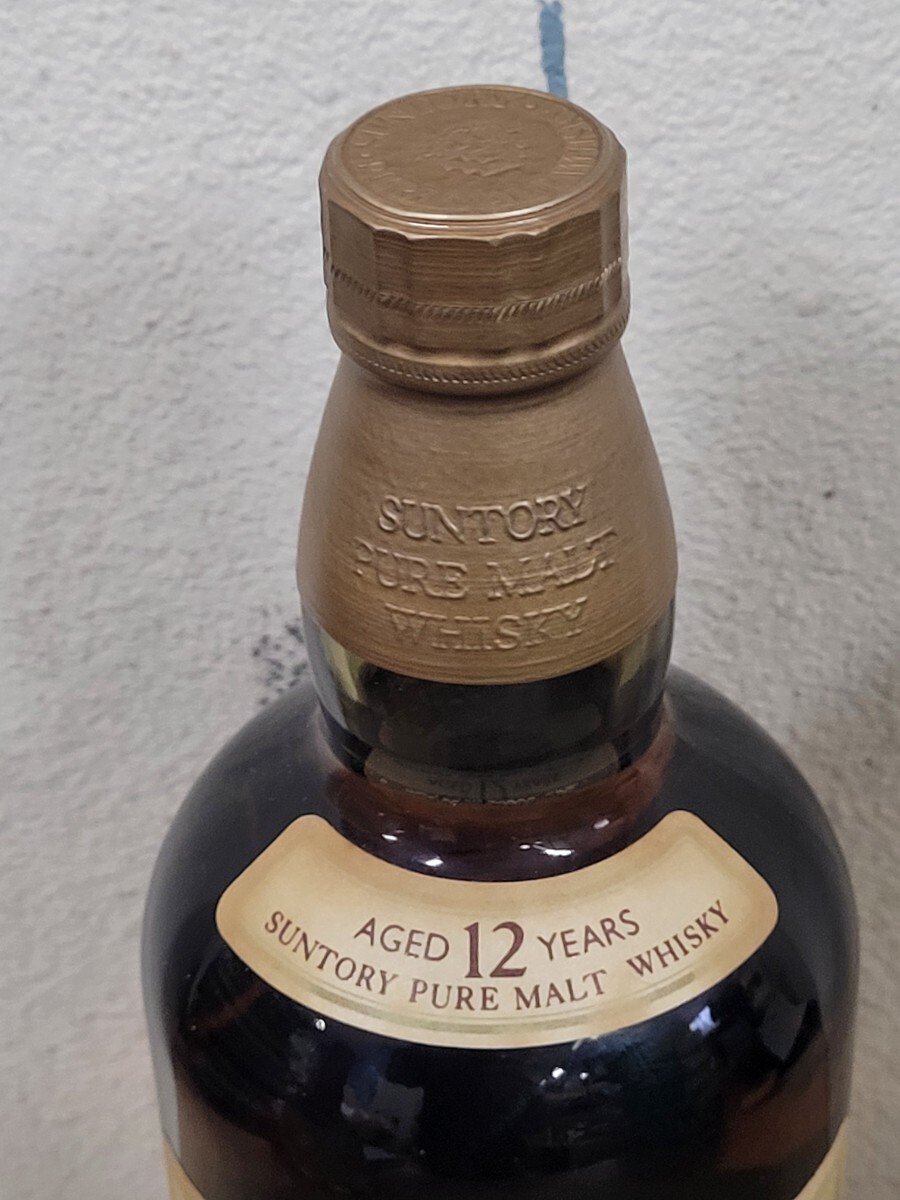 SUNTORY
PURE MALT
WHISKY
AGED 12 YEARS
SUNTORY PURE MALT WHISKY